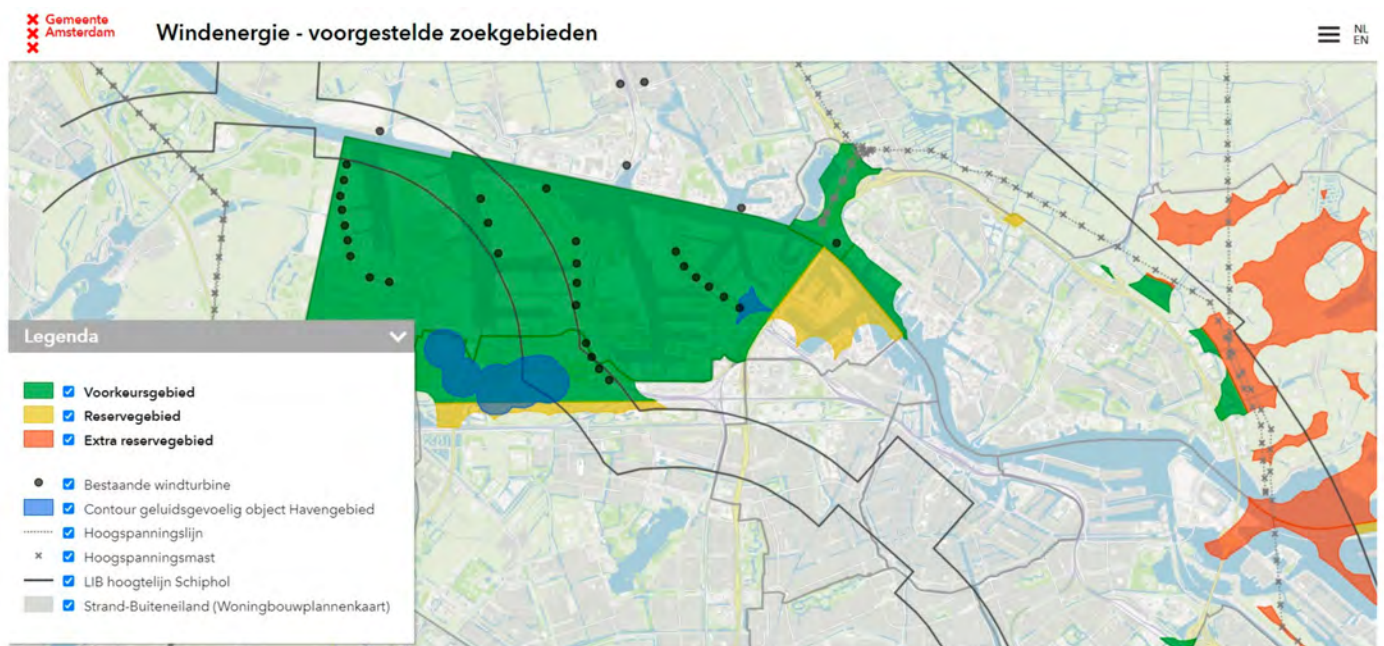 Gemeente
Amsterdam
Windenergie - voorgestelde zoekgebieden
NL
EN
Legenda
Voorkeursgebied
Reservegebied
Extra reservegebied
Bestaande windturbine
Contour geluidsgevoelig object Havengebied
Hoogspanningslijn
Hoogspanningsmast
LIB hoogtelijn Schiphol
Strand-Buiteneiland (Woningbouwplannenkaart)